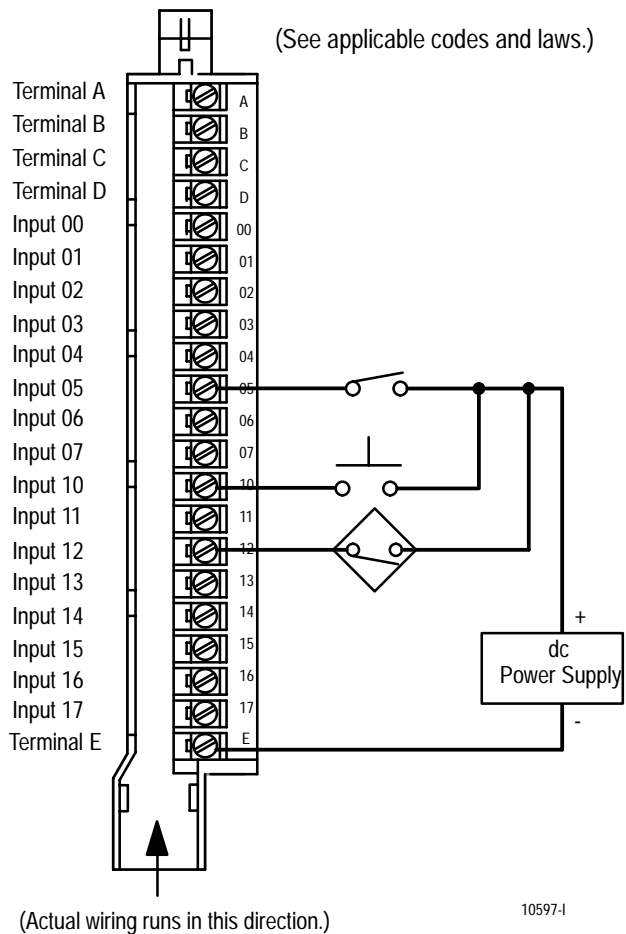 (See applicable codes and laws.)
Terminal A
A
Terminal B
B
Terminal C
C
Terminal D
D
Input 00
00
Input 01
01
Input 02
02
Input 03
03
Input 04
04
Input 05
05
Input 06
06
Input 07
07
Input 10
10
Input 11
11
Input 12
12
Input 13
13
Input 14
14
Input 15
15
Input 16
16
Input 17
17
Terminal E
E
+
dc
Power Supply
-
(Actual wiring runs in this direction.)
10597-I